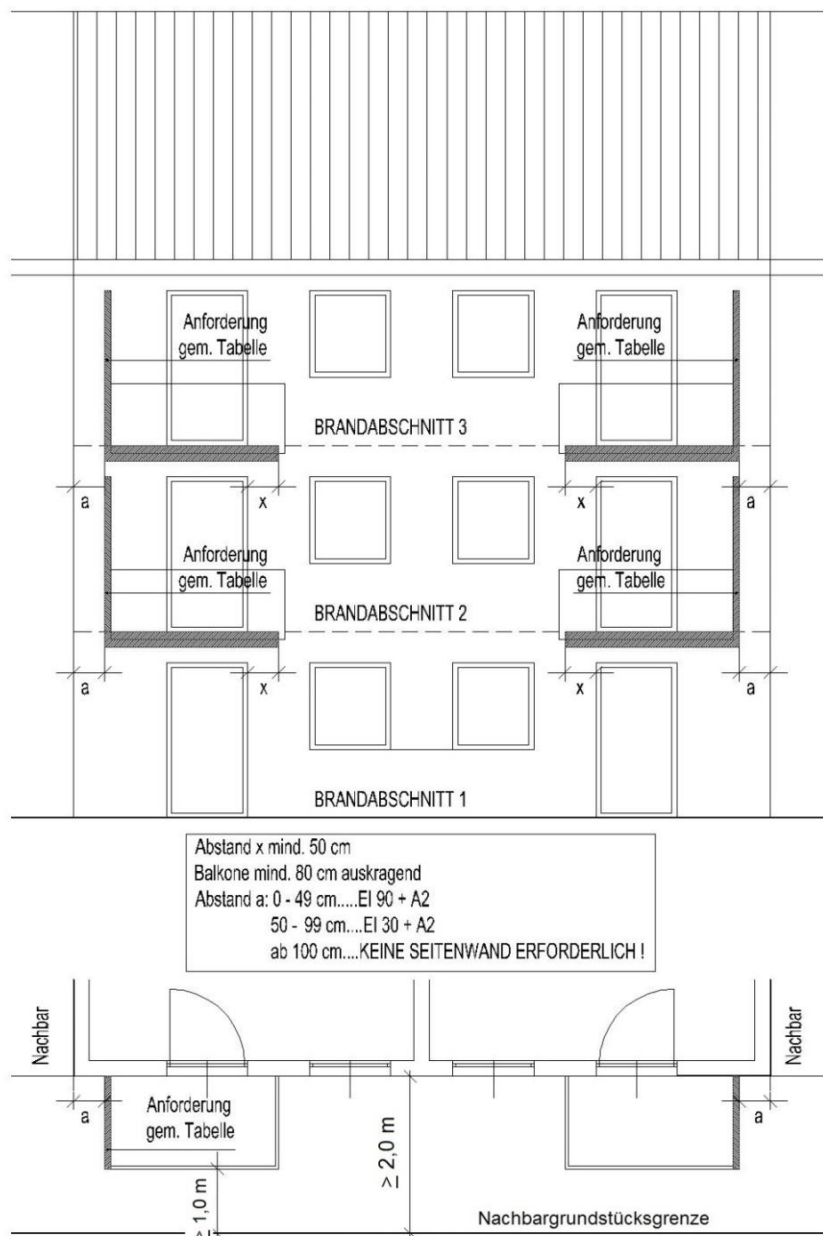 Anforderung
gem. Tabelle
Anforderung
gem. Tabelle
BRANDABSCHNITT 3
a
x
x
a
Anforderung
gem. Tabelle
Anforderung
gem. Tabelle
BRANDABSCHNITT 2
a
x
x
a
BRANDABSCHNITT 1
Abstand x mind. 50 cm
Balkone mind. 80 cm auskragend
Abstand a: 0 - 49 cm.....EI 90 + A2
50 - 99 cm....EI 30 + A2
ab 100 cm....KEINE SEITENWAND ERFORDERLICH !
Nachbar
Nachbar
a
Anforderung
gem. Tabelle
a
≥ 2,0 m
≥ 1,0 m
Nachbargrundstücksgrenze